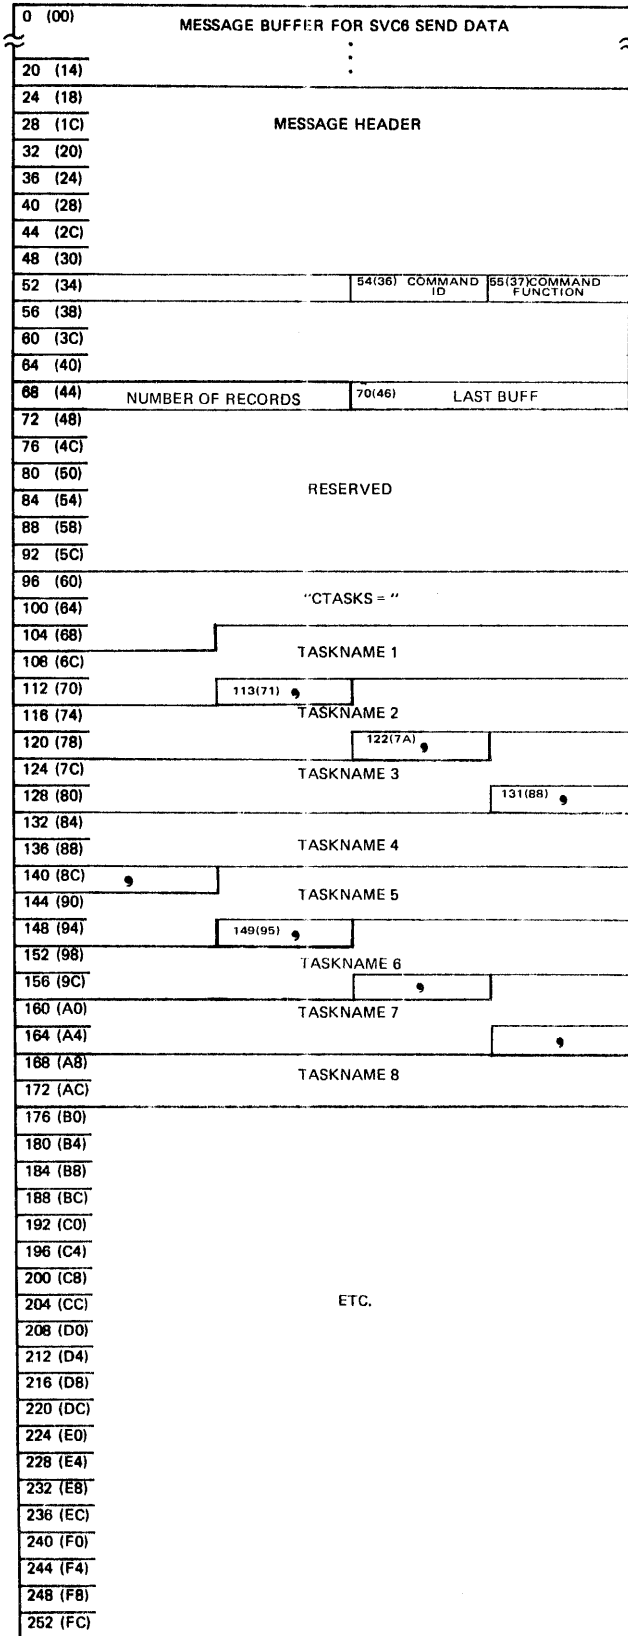 0 (00) MESSAGE BUFFER FOR SVC6 SEND DATA
20 (14)
24 (18)
28 (1C) MESSAGE HEADER
32 (20)
36 (24)
40 (28)
44 (2C)
48 (30)
52 (34) 54(36) COMMAND ID 55(37)COMMAND FUNCTION
56 (38)
60 (3C)
64 (40)
68 (44) NUMBER OF RECORDS 70(46) LAST BUFF
72 (48)
76 (4C)
80 (50)
RESERVED
84 (54)
88 (58)
92 (5C)
96 (60)
"CTASKS = "
100 (64)
104 (68)
TASKNAME 1
108 (6C)
112 (70) 113(71) ,
116 (74) TASKNAME 2
120 (78) 122(7A) ,
124 (7C) TASKNAME 3
128 (80) 131(88) ,
132 (84)
136 (88) TASKNAME 4
140 (8C) ,
TASKNAME 5
144 (90)
148 (94) 149(95) ,
152 (98) TASKNAME 6
156 (9C) ,
160 (A0) TASKNAME 7
164 (A4) ,
168 (A8)
TASKNAME 8
172 (AC)
176 (B0)
180 (B4)
184 (B8)
188 (BC)
192 (C0)
196 (C4)
200 (C8)
204 (CC) ETC.
208 (D0)
212 (D4)
216 (D8)
220 (DC)
224 (E0)
228 (E4)
232 (E8)
236 (EC)
240 (F0)
244 (F4)
248 (F8)
252 (FC)